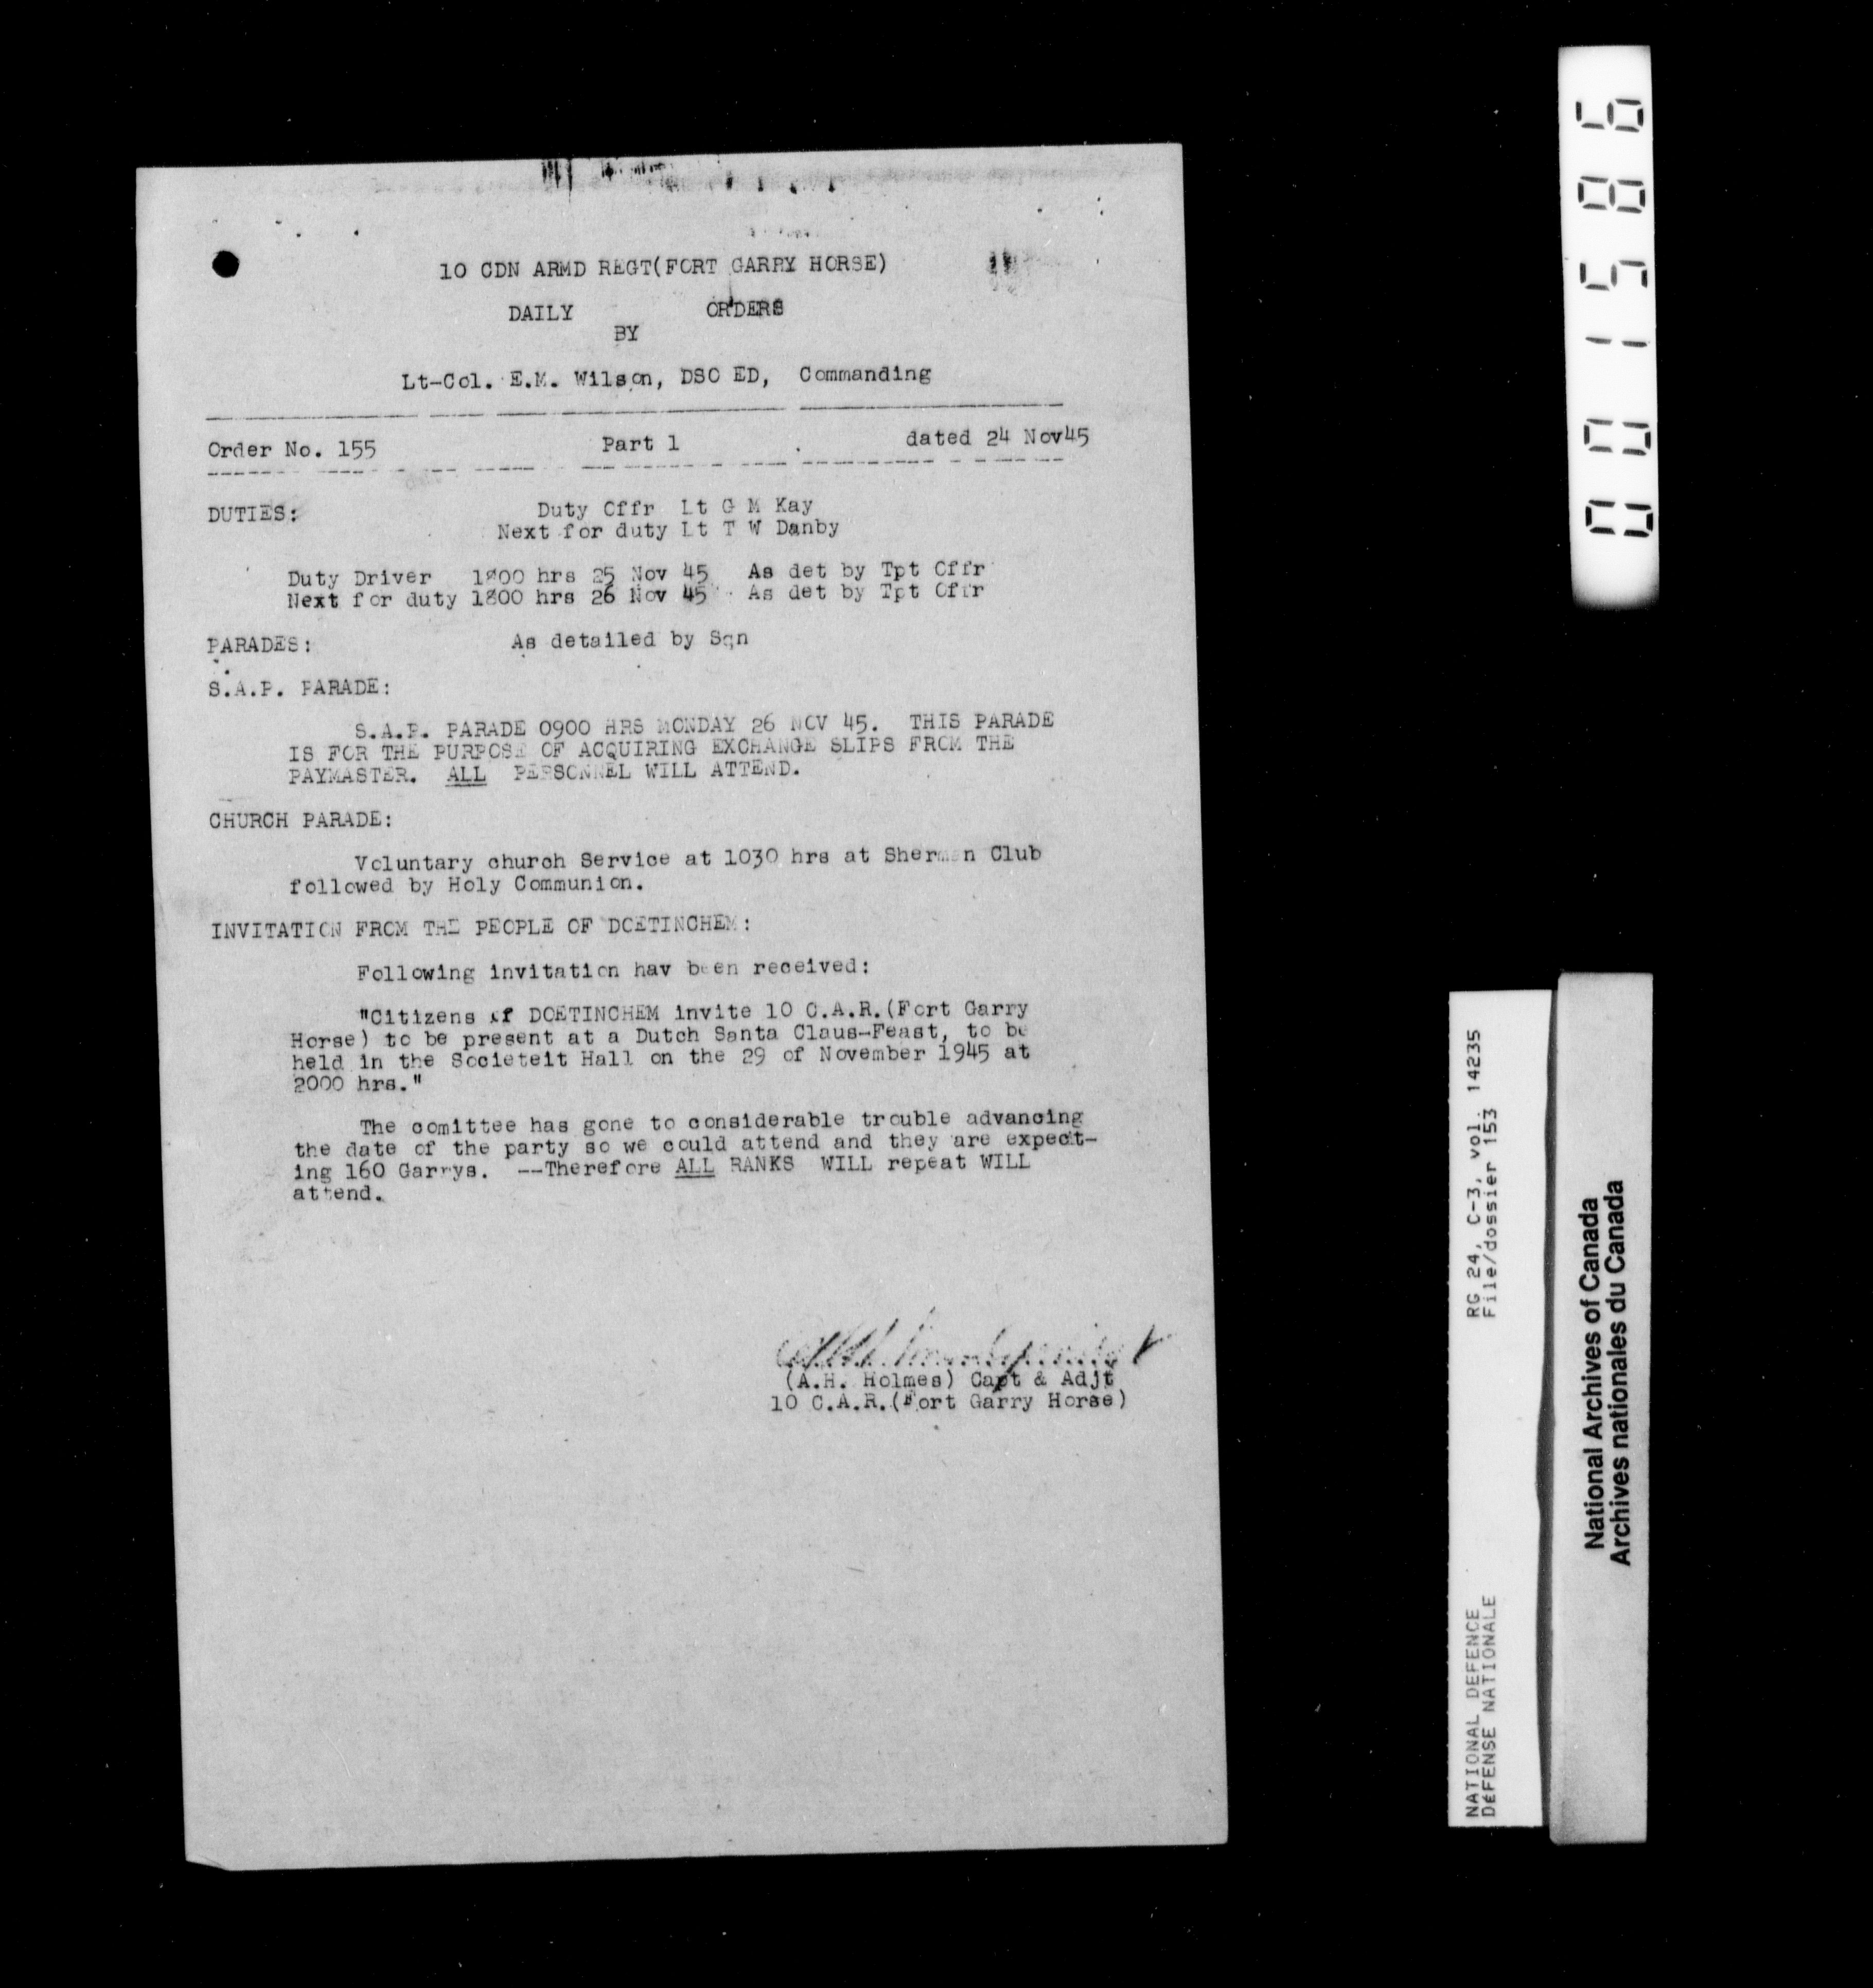 10 CDN ARMD REGT(FORT GARRY HORSE)
DAILY ORDERS
BY
Lt-Col. E.M. Wilson, DSO ED, Commanding
Order No. 155 Part 1 dated 24 Nov45
DUTIES: Duty Offr Lt G M Kay
Next for duty Lt T W Danby
Duty Driver 1800 hrs 25 Nov 45 As det by Tpt Offr
Next for duty 1800 hrs 26 Nov 45 As det by Tpt Offr
PARADES: As detailed by Sqn
S.A.P. PARADE:
S.A.P. PARADE 0900 HRS MONDAY 26 NOV 45. THIS PARADE
IS FOR THE PURPOSE OF ACQUIRING EXCHANGE SLIPS FROM THE
PAYMASTER. ALL PERSONNEL WILL ATTEND.
CHURCH PARADE:
Voluntary church Service at 1030 hrs at Sherman Club
followed by Holy Communion.
INVITATION FROM THE PEOPLE OF DOETINCHEM:
Following invitation hav been received:
"Citizens of DOETINCHEM invite 10 C.A.R.(Fort Garry
Horse) to be present at a Dutch Santa Claus-Feast, to be
held in the Societeit Hall on the 29 of November 1945 at
2000 hrs."
The comittee has gone to considerable trouble advancing
the date of the party so we could attend and they are expect-
ing 160 Garrys. --Therefore ALL RANKS WILL repeat WILL
attend.
(A.H. Holmes) Capt & Adjt
10 C.A.R.(Fort Garry Horse)
001586
RG 24, C-3, vol. 14235
File/dossier 153
NATIONAL DEFENCE
DÉFENSE NATIONALE
National Archives of Canada
Archives nationales du Canada